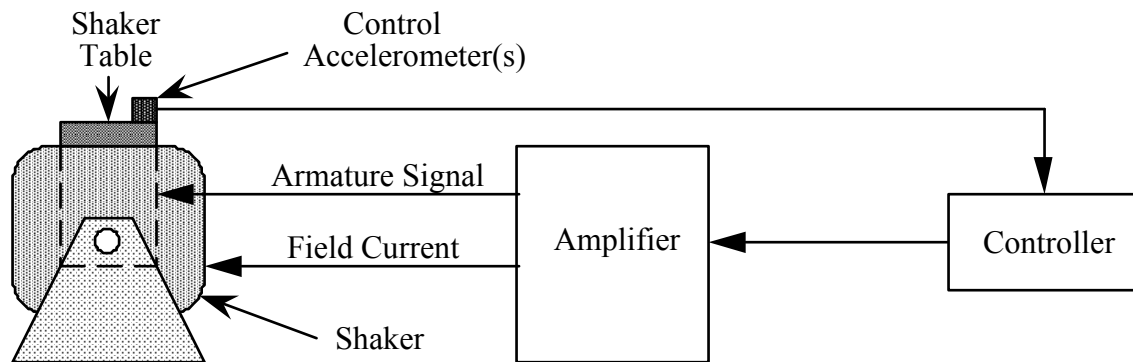 Shaker
Table
Control
Accelerometer(s)
Armature Signal
Field Current
Amplifier
Controller
Shaker